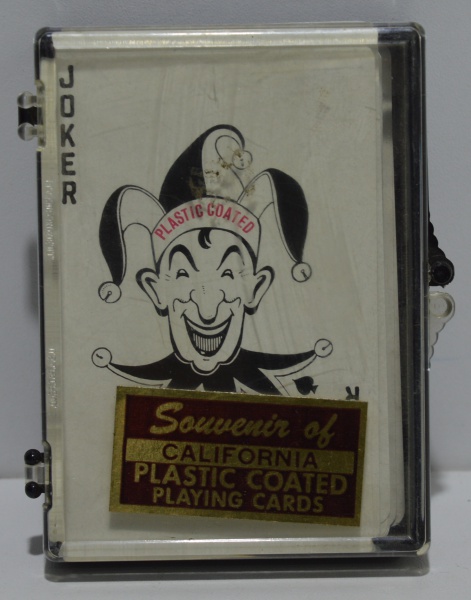 JOKER
PLASTIC-COATED
R
Souvenir of
CALIFORNIA
PLASTIC COATED
PLAYING CARDS